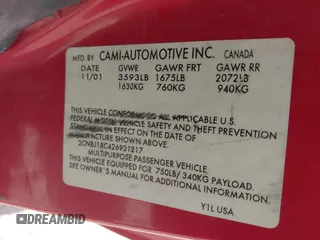 MFD. BY CAMI-AUTOMOTIVE INC. CANADA
DATE GVWR GAWR FRT GAWR RR
11/01 3593LB 1675LB 2072LB
1630KG 760KG 940KG
THIS VEHICLE CONFORMS TO ALL APPLICABLE
FEDERAL MOTOR VEHICLE SAFETY AND THEFT PREVENTION
STANDARDS IN EFFECT ON THE DATE OF
MANUFACTURE SHOWN ABOVE
2CNBJ18C426921217
MULTIPURPOSE PASSENGER VEHICLE
THIS VEHICLE IS DESIGNED FOR 750LB/ 340KG PAYLOAD.
SEE OWNER'S MANUAL FOR ADDITIONAL INFORMATION.
Y1L USA
DREAMBID